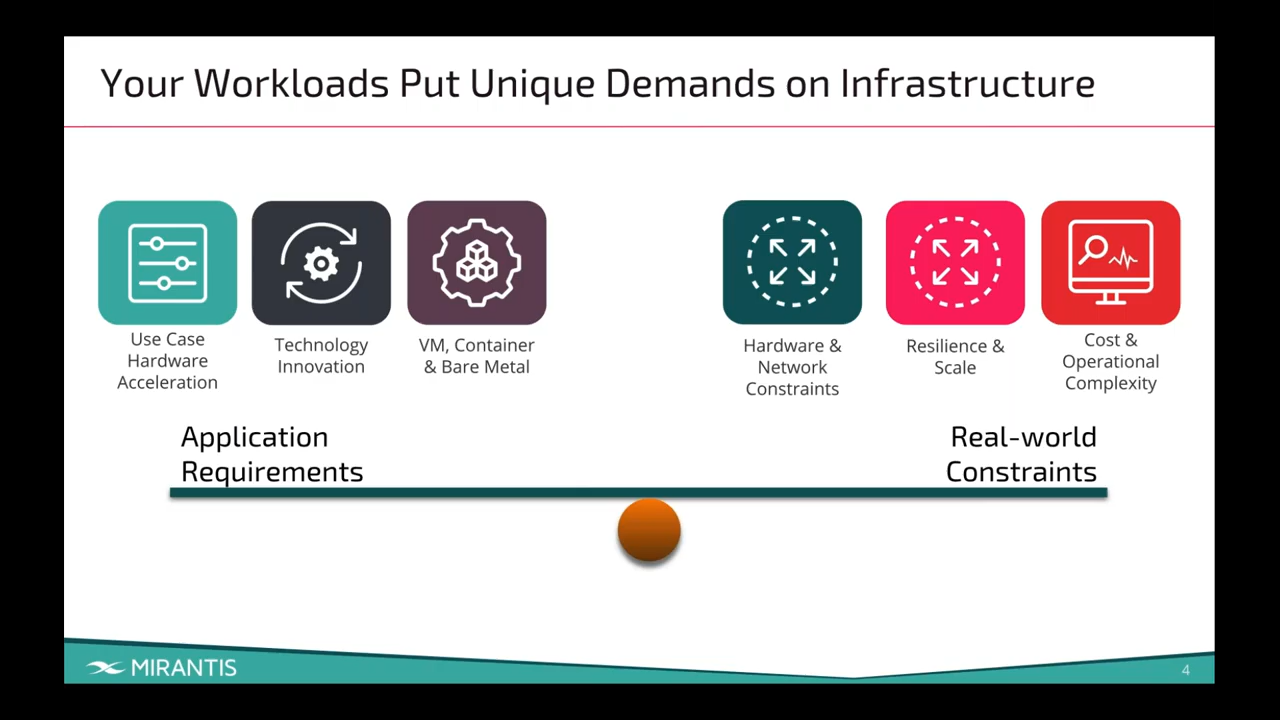 Your Workloads Put Unique Demands on Infrastructure
Use Case
Hardware
Acceleration
Technology
Innovation
VM, Container
& Bare Metal
Hardware &
Network
Constraints
Resilience &
Scale
Cost &
Operational
Complexity
Application
Requirements
Real-world
Constraints
MIRANTIS
4